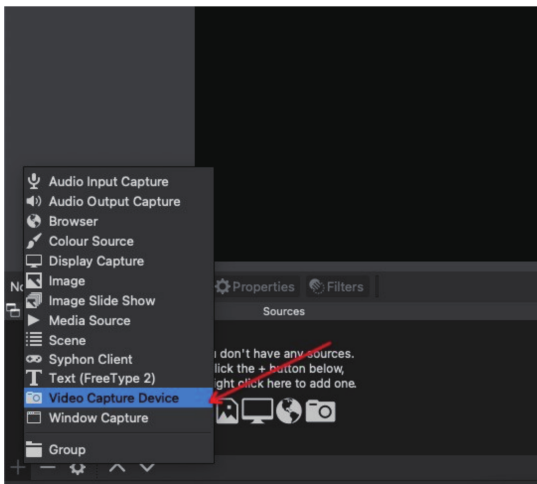 Audio Input Capture
Audio Output Capture
Browser
Colour Source
Display Capture
Image
Image Slide Show
Media Source
Scene
Syphon Client
Text (FreeType 2)
Video Capture Device
Window Capture
Group
Properties Filters
Sources
don't have any sources.
lick the + button below,
ight click here to add one.